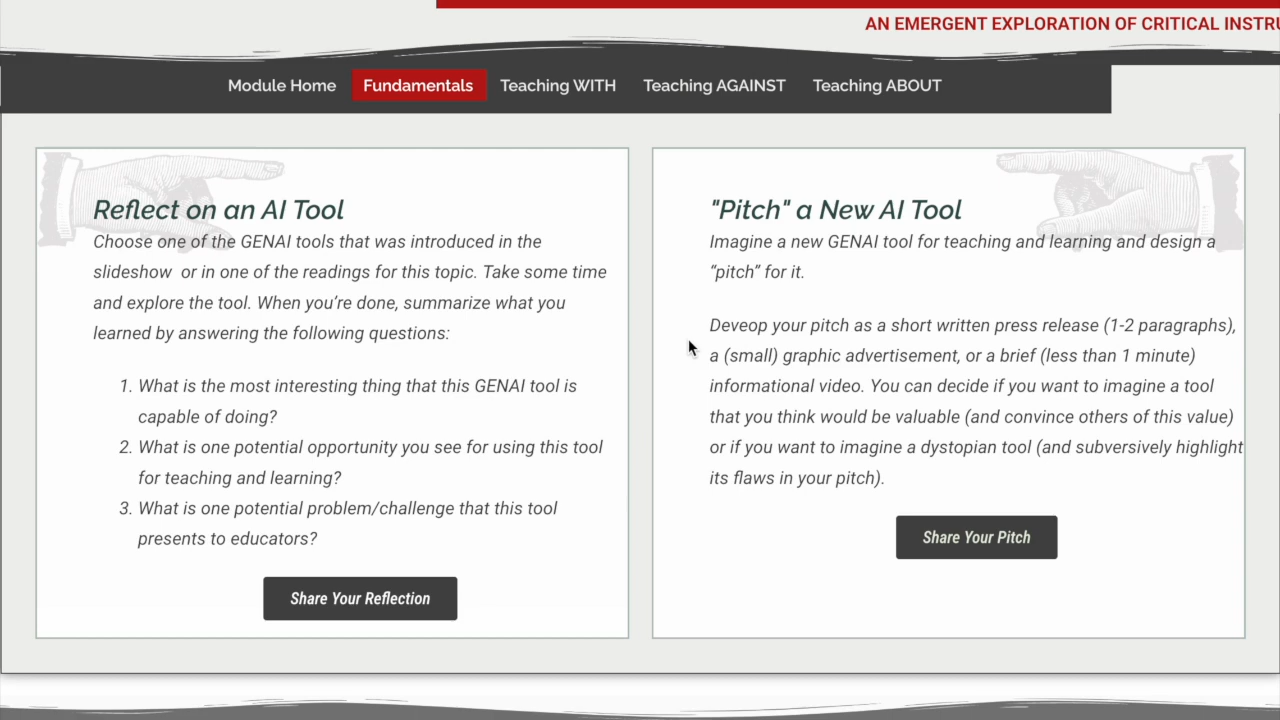 AN EMERGENT EXPLORATION OF CRITICAL
Module Home Fundamentals Teaching WITH Teaching AGAINST Teaching ABOUT
Reflect on an AI Tool
Choose one of the GENAI tools that was introduced in the
slideshow or in one of the readings for this topic. Take some time
and explore the tool. When you’re done, summarize what you
learned by answering the following questions:
1. What is the most interesting thing that this GENAI tool is
capable of doing?
2. What is one potential opportunity you see for using this tool
for teaching and learning?
3. What is one potential problem/challenge that this tool
presents to educators?
Share Your Reflection
"Pitch" a New AI Tool
Imagine a new GENAI tool for teaching and learning and design a
“pitch” for it.
Deveop your pitch as a short written press release (1-2 paragraphs),
a (small) graphic advertisement, or a brief (less than 1 minute)
informational video. You can decide if you want to imagine a tool
that you think would be valuable (and convince others of this value)
or if you want to imagine a dystopian tool (and subversively highlight
its flaws in your pitch).
Share Your Pitch